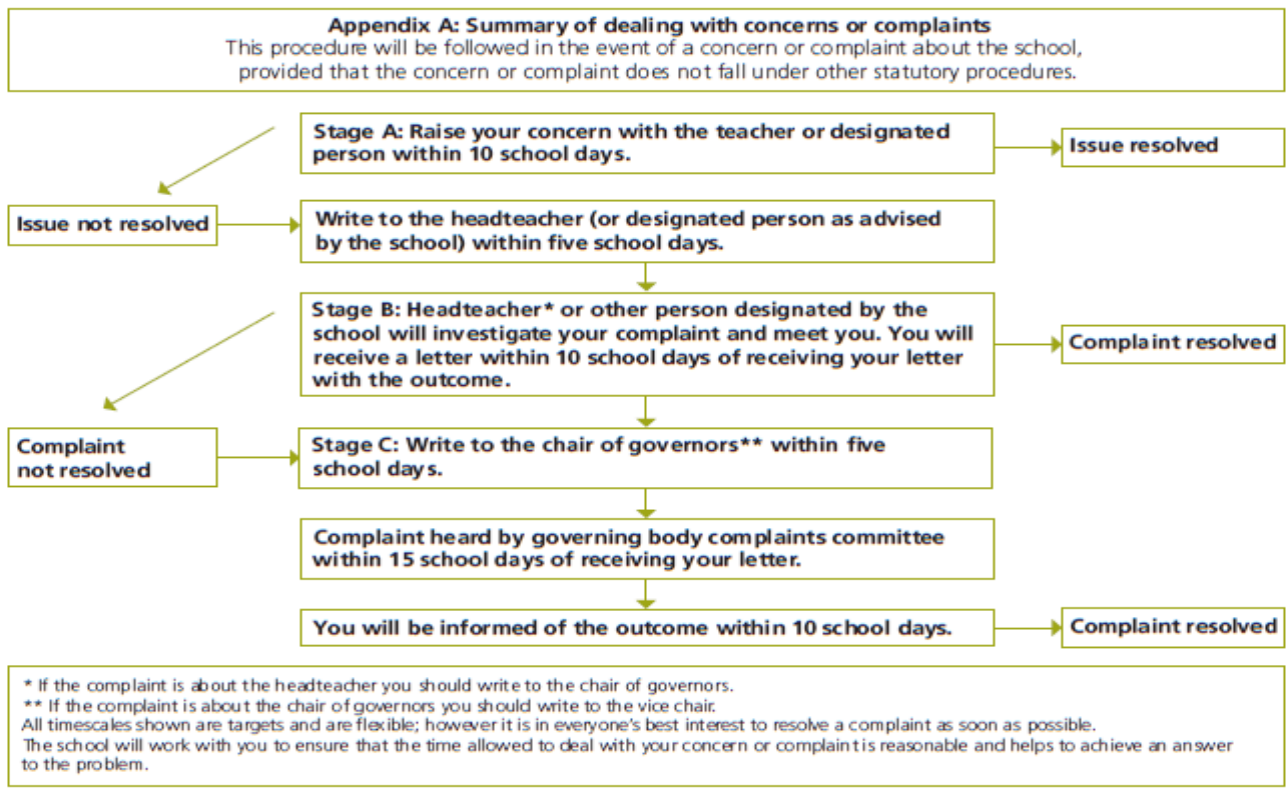 Appendix A: Summary of dealing with concerns or complaints
This procedure will be followed in the event of a concern or complaint about the school,
provided that the concern or complaint does not fall under other statutory procedures.
Stage A: Raise your concern with the teacher or designated
person within 10 school days.
Issue resolved
Issue not resolved
Write to the headteacher (or designated person as advised
by the school) within five school days.
Stage B: Headteacher* or other person designated by the
school will investigate your complaint and meet you. You will
receive a letter within 10 school days of receiving your letter
with the outcome.
Complaint resolved
Complaint
not resolved
Stage C: Write to the chair of governors** within five
school days.
Complaint heard by governing body complaints committee
within 15 school days of receiving your letter.
You will be informed of the outcome within 10 school days.
Complaint resolved
* If the complaint is about the headteacher you should write to the chair of governors.
** If the complaint is about the chair of governors you should write to the vice chair.
All timescales shown are targets and are flexible; however it is in everyone's best interest to resolve a complaint as soon as possible.
The school will work with you to ensure that the time allowed to deal with your concern or complaint is reasonable and helps to achieve an answer
to the problem.